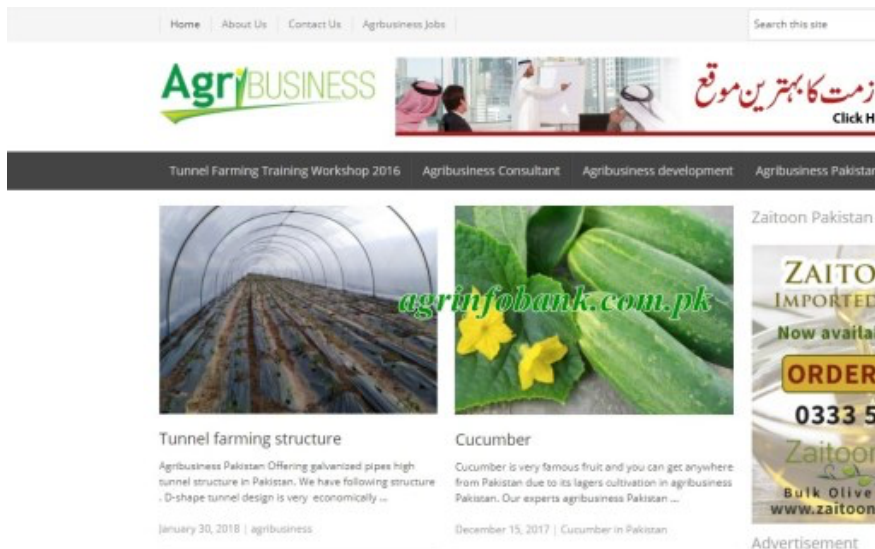 Home
About Us
Contact Us
Agrbusiness Jobs
Search this site
AgriBUSINESS
زمت کا بہترین موقع
Click H
Tunnel Farming Training Workshop 2016
Agribusiness Consultant
Agribusiness development
Agribusiness Pakistan
agrinfobank.com.pk
Tunnel farming structure
Agribusiness Pakistan Offering galvanized pipes high
tunnel structure in Pakistan. We have following structure
. D-shape tunnel design is very economically ...
January 30, 2018 | agribusiness
Cucumber
Cucumber is very famous fruit and you can get anywhere
from Pakistan due to its lagers cultivation in agribusiness
Pakistan. Our experts agribusiness Pakistan ...
December 15, 2017 | Cucumber in Pakistan
Zaitoon Pakistan
ZAITO
IMPORTED
Now availa
ORDER
0333 5
Zaitoon
Bulk Olive
www.zaitoon
Advertisement